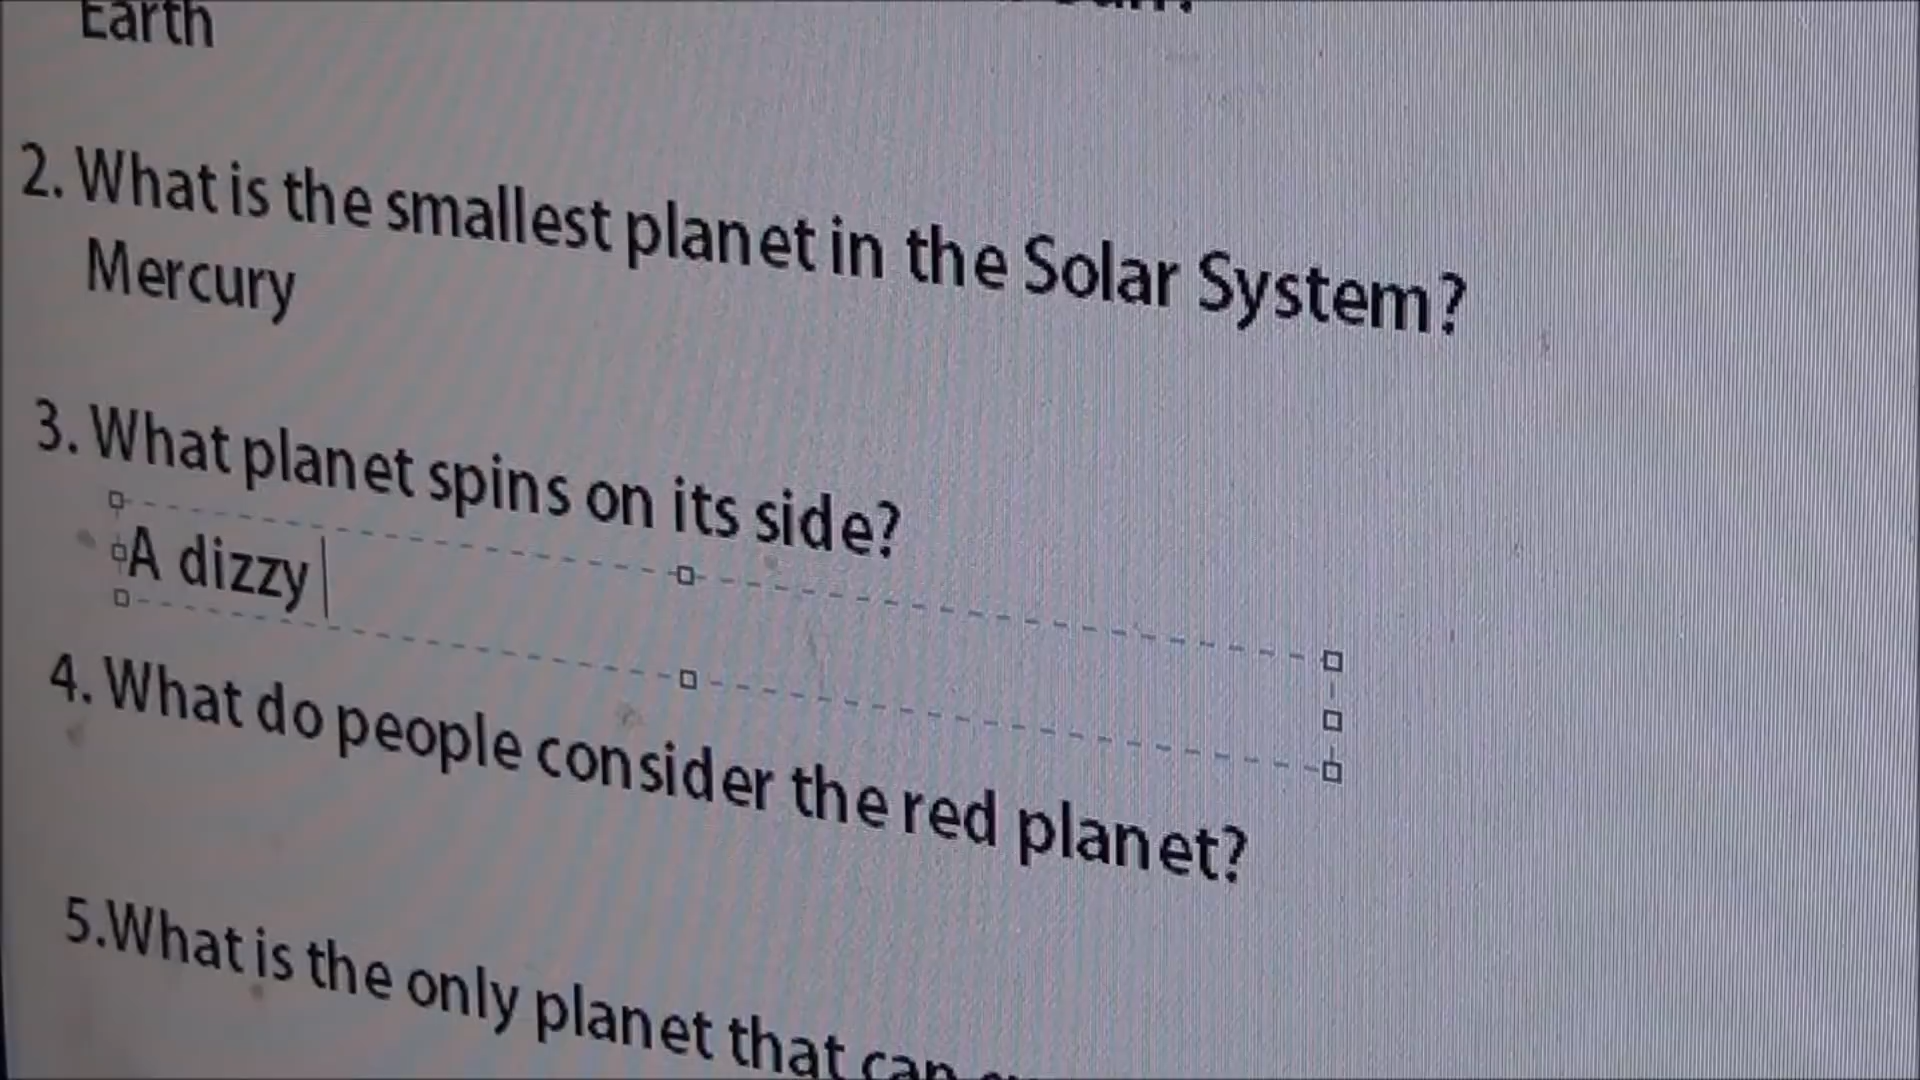 Earth
2. What is the smallest planet in the Solar System?
Mercury
3. What planet spins on its side?
A dizzy
4. What do people consider the red planet?
5.What is the only planet that can